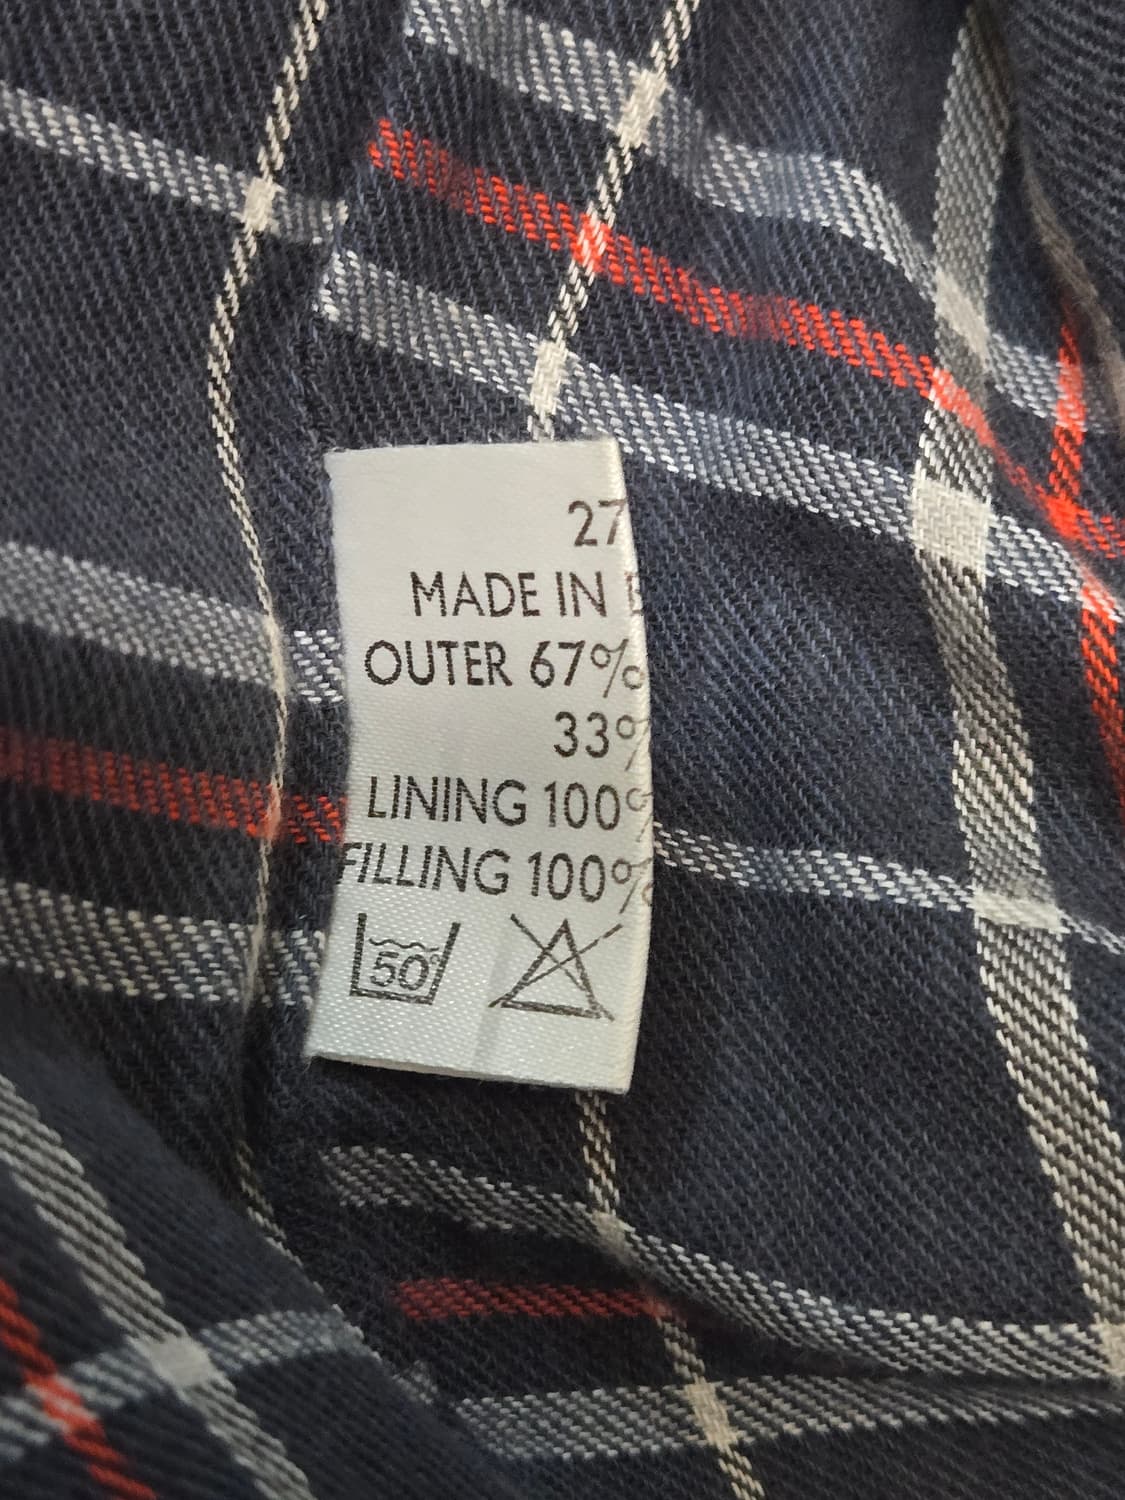 27
MADE IN
OUTER 67%
33%
LINING 100%
FILLING 100%
50°